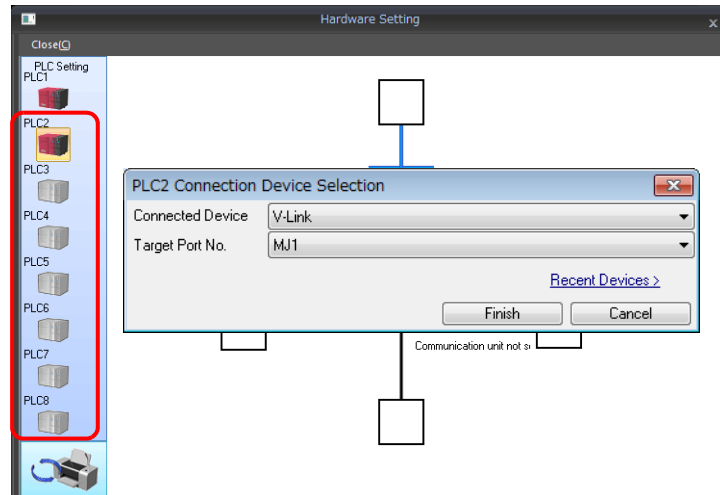 Hardware Setting
x
Close(C)
PLC Setting
PLC1
PLC2
PLC3
PLC4
PLC5
PLC6
PLC7
PLC8
PLC2 Connection Device Selection
Connected Device V-Link
Target Port No. MJ1
Recent Devices >
Finish Cancel
Communication unit not